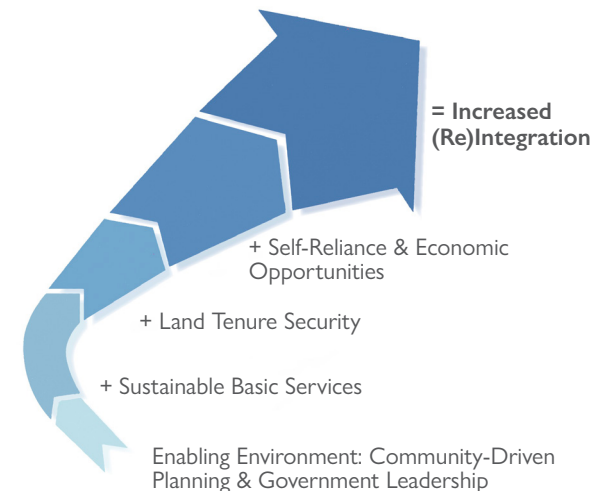 = Increased
(Re)Integration
+ Self-Reliance & Economic
Opportunities
+ Land Tenure Security
+ Sustainable Basic Services
Enabling Environment: Community-Driven
Planning & Government Leadership